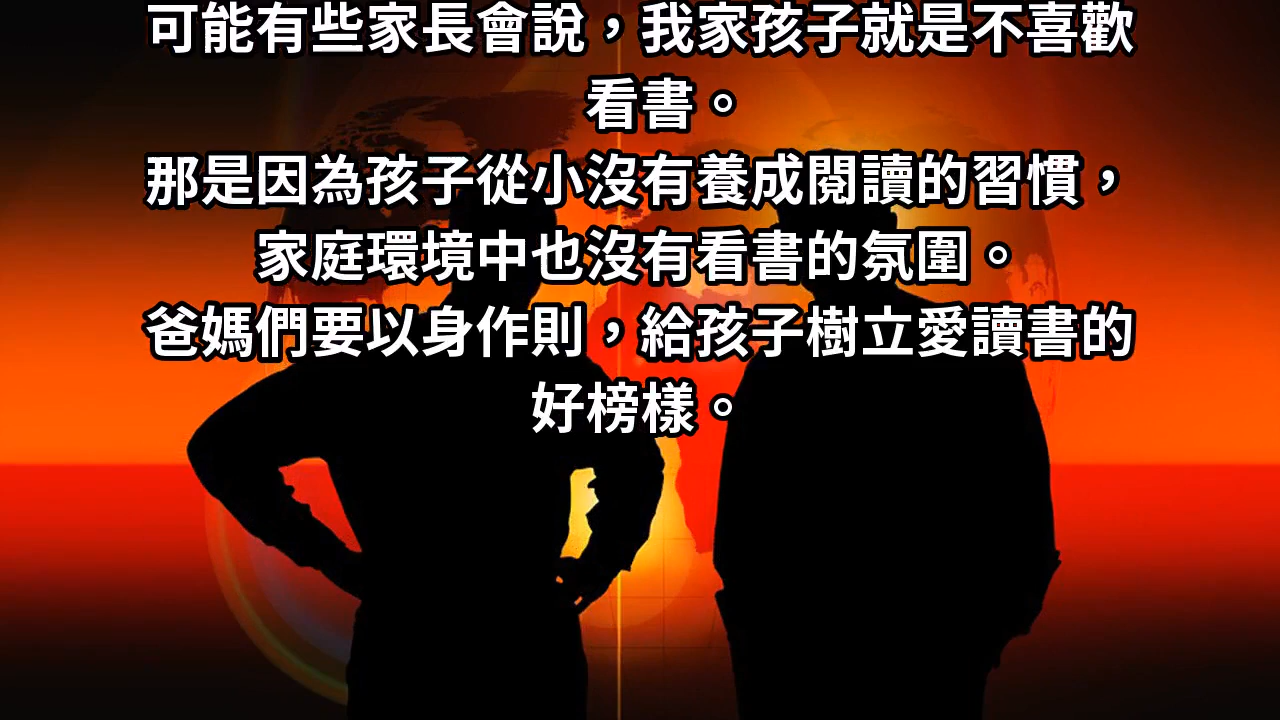 可能有些家長會說，我家孩子就是不喜歡
看書。
那是因為孩子從小沒有養成閱讀的習慣，
家庭環境中也沒有看書的氛圍。
爸媽們要以身作則，給孩子樹立愛讀書的
好榜樣。